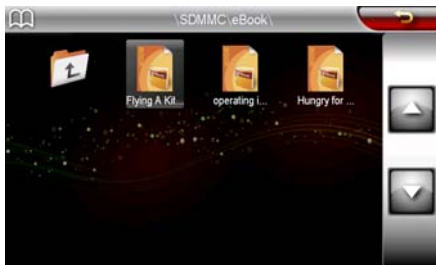 \SDMMC\eBook\
Flying A Kit...
operating i...
Hungry for ...